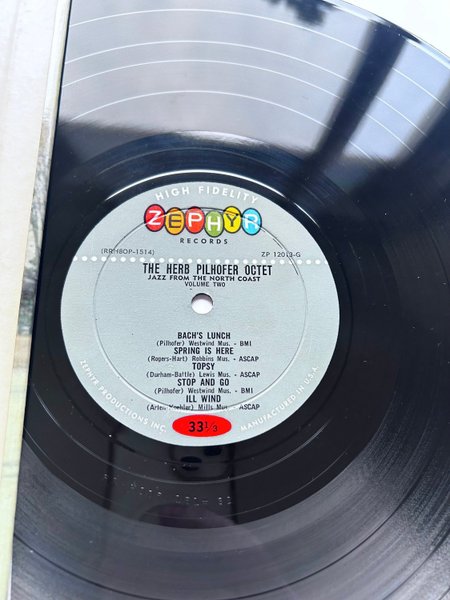 HIGH FIDELITY
ZEPHYR
RECORDS
(RRHBOP-1514) ZP 12013-G
THE HERB PILHOFER OCTET
JAZZ FROM THE NORTH COAST
VOLUME TWO
BACH'S LUNCH
(Pilhofer) Westwind Mus. - BMI
SPRING IS HERE
(Rogers-Hart) Robbins Mus. - ASCAP
TOPSY
(Durham-Battle) Lewis Mus. - ASCAP
STOP AND GO
(Pilhofer) Westwind Mus. - BMI
ILL WIND
(Arlen Koehler) Mills Mus. - ASCAP
33 1/3
ZEPHYR PRODUCTIONS INC. MANUFACTURED IN U.S.A.